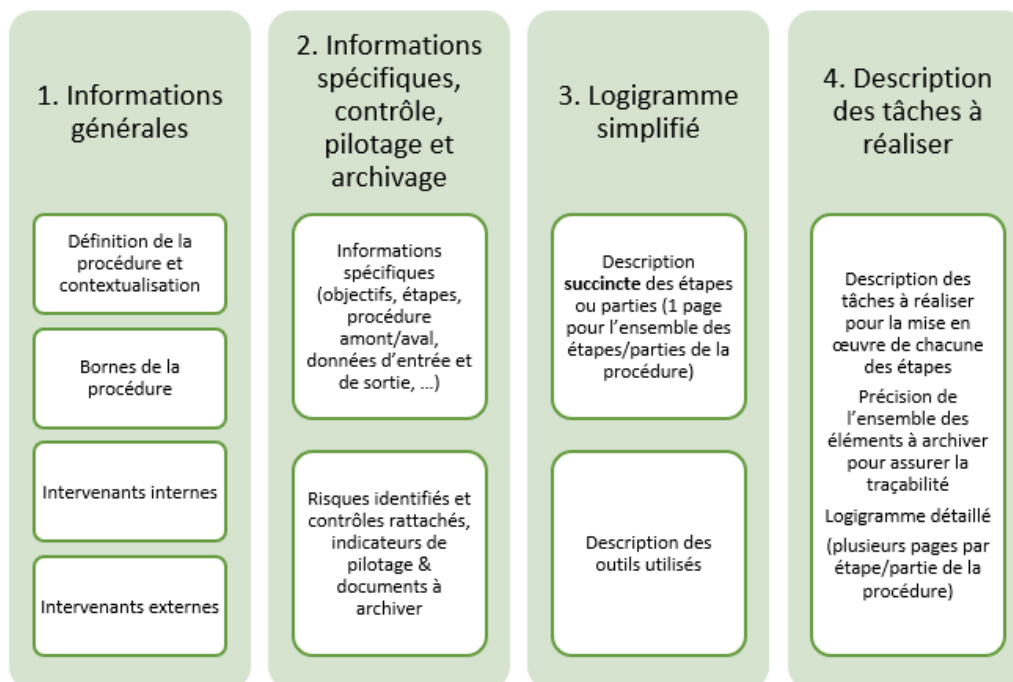 1. Informations
générales
Définition de la
procédure et
contextualisation
Bornes de la
procédure
Intervenants internes
Intervenants externes
2. Informations
spécifiques,
contrôle,
pilotage et
archivage
Informations
spécifiques
(objectifs, étapes,
procédure
amont/aval,
données d’entrée et
de sortie, ...)
Risques identifiés et
contrôles rattachés,
indicateurs de
pilotage &
documents à
archiver
3. Logigramme
simplifié
Description
succincte des étapes
ou parties (1 page
pour l’ensemble des
étapes/parties de la
procédure)
Description des
outils utilisés
4. Description
des tâches à
réaliser
Description des
tâches à réaliser
pour la mise en
œuvre de chacune
des étapes
Précision de
l’ensemble des
éléments à archiver
pour assurer la
traçabilité
Logigramme détaillé
(plusieurs pages par
étape/partie de la
procédure)